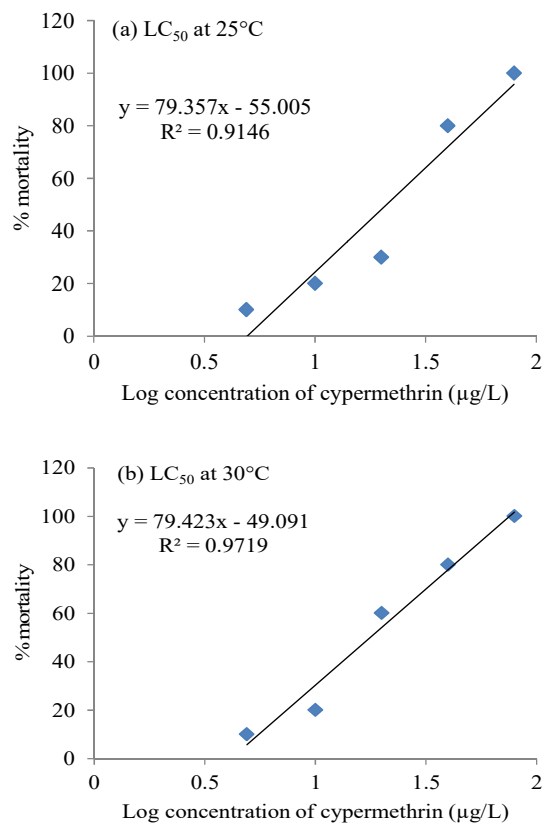 (a) LC₅₀ at 25°C
y = 79.357x - 55.005
R² = 0.9146
% mortality
120
100
80
60
40
20
0
0 0.5 1 1.5 2
Log concentration of cypermethrin (µg/L)
(b) LC₅₀ at 30°C
y = 79.423x - 49.091
R² = 0.9719
% mortality
120
100
80
60
40
20
0
0 0.5 1 1.5 2
Log concentration of cypermethrin (µg/L)